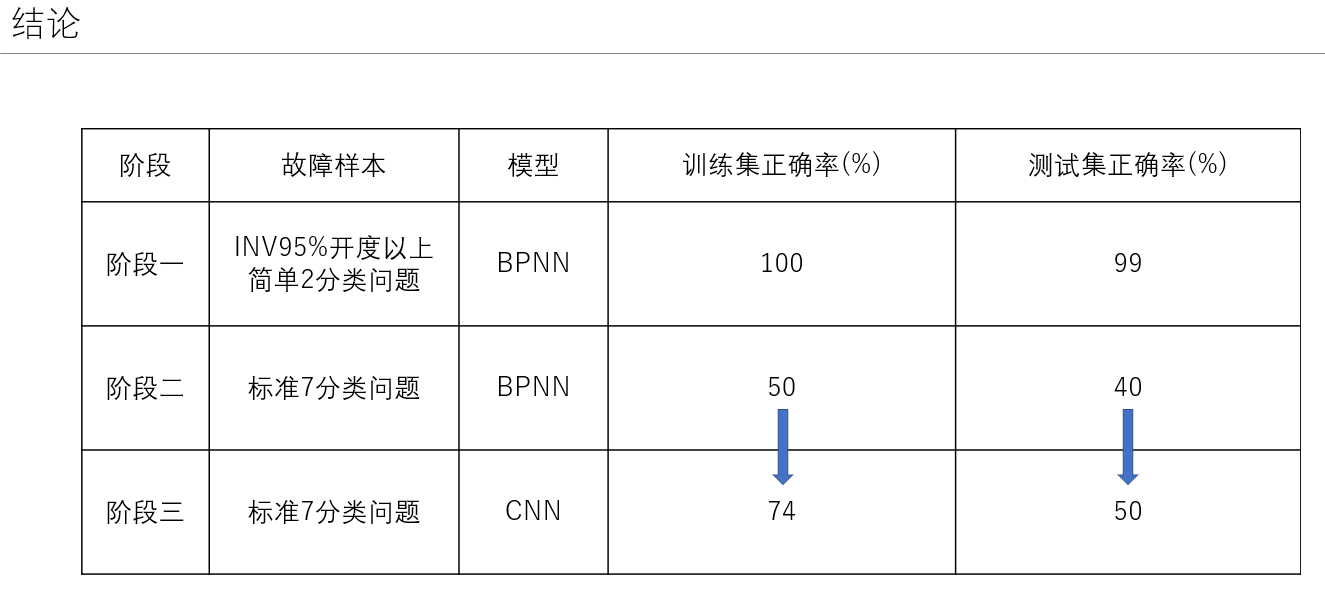 结论
阶段 故障样本 模型 训练集正确率(%) 测试集正确率(%)
阶段一 INV95%开度以上 BPNN 100 99
简单2分类问题
阶段二 标准7分类问题 BPNN 50 40
阶段三 标准7分类问题 CNN 74 50